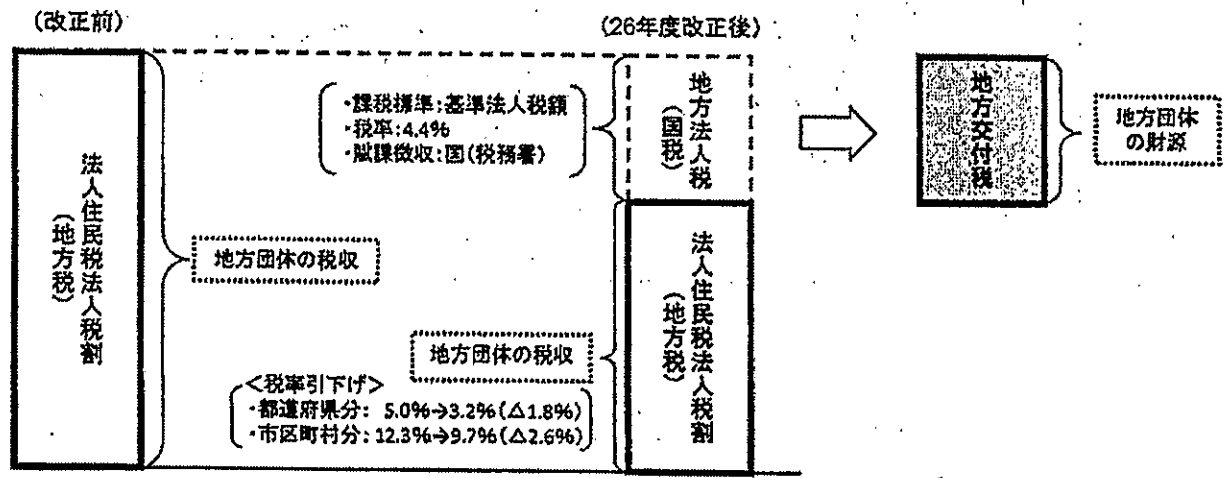 (改正前)
(26年度改正後)
法人住民税法人税割
(地方税)
地方団体の税収
・課税標準:基準法人税額
・税率:4.4%
・賦課徴収:国(税務署)
地方法人税
(国税)
地方交付税
地方団体
の財源
地方団体の税収
<税率引下げ>
・都道府県分: 5.0%→3.2%(△1.8%)
・市区町村分: 12.3%→9.7%(△2.6%)
法人住民税法人税割
(地方税)